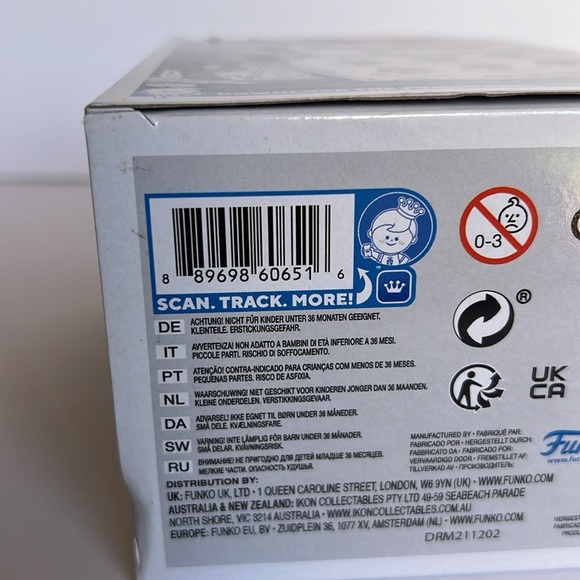 8 89698 60651 6
SCAN. TRACK. MORE!
™
0-3
®
UK
CA
DE ACHTUNG! NICHT FÜR KINDER UNTER 36 MONATEN GEEIGNET.
KLEINTEILE. ERSTICKUNGSGEFAHR.
IT AVVERTENZA! NON ADATTO A BAMBINI DI ETÀ INFERIORE A 36 MESI.
PICCOLE PARTI. RISCHIO DI SOFFOCAMENTO.
PT ATENÇÃO! CONTRA-INDICADO PARA CRIANÇAS COM MENOS DE 36 MESES.
PEQUENAS PARTES. RISCO DE ASFIXIA.
NL WAARSCHUWING! NIET GESCHIKT VOOR KINDEREN JONGER DAN 36 MAANDEN.
KLEINE ONDERDELEN. VERSTIKKINGSGEVAAR.
DA ADVARSEL! IKKE EGNET TIL BØRN UNDER 36 MÅNEDER.
SMÅ DELE. KVÆLNINGSFARE.
SW VARNING! INTE LÄMPLIG FÖR BARN UNDER 36 MÅNADER.
SMÅ DELAR. KVÄVNINGSRISK.
RU ВНИМАНИЕ! НЕ ПРИГОДНО ДЛЯ ДЕТЕЙ МЛАДШЕ 36 МЕСЯЦЕВ.
МЕЛКИЕ ЧАСТИ. ОПАСНОСТЬ УДУШЬЯ.
MANUFACTURED BY • FABRIQUÉ PAR:
FABRICADO POR • HERGESTELLT DURCH:
FABBRICATO DA • FABRICADO POR:
VERVAARDIGD DOOR • FREMSTILLET AF:
TILLVERKAD AV • ПРОИЗВОДИТЕЛЬ:
Fu
www.fu
DISTRIBUTION BY:
UK: FUNKO UK, LTD • 1 QUEEN CAROLINE STREET, LONDON, W6 9YN (UK) • WWW.FUNKO.COM
AUSTRALIA & NEW ZEALAND: IKON COLLECTABLES PTY LTD 49-59 SEABEACH PARADE
NORTH SHORE, VIC 3214 AUSTRALIA • WWW.IKONCOLLECTABLES.COM.AU
EUROPE: FUNKO EU, BV • ZUIDPLEIN 36, 1077 XV, AMSTERDAM (NL) • WWW.FUNKO.COM
DRM211202
HERGEST
FABRICADO
PRODUC